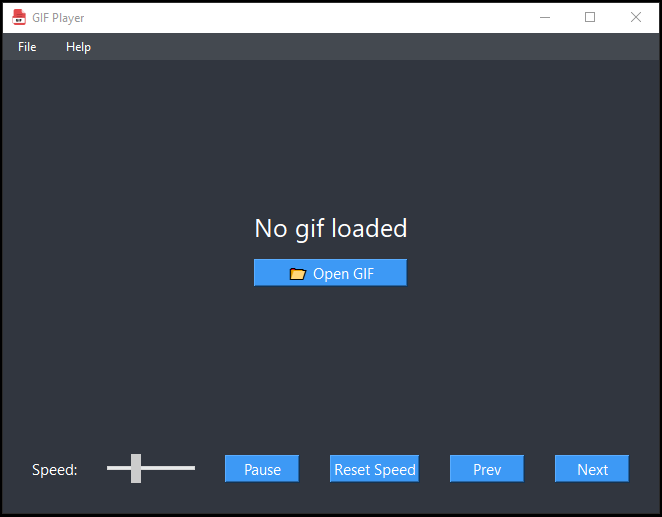 GIF Player
File Help
No gif loaded
Open GIF
Speed: Pause Reset Speed Prev Next